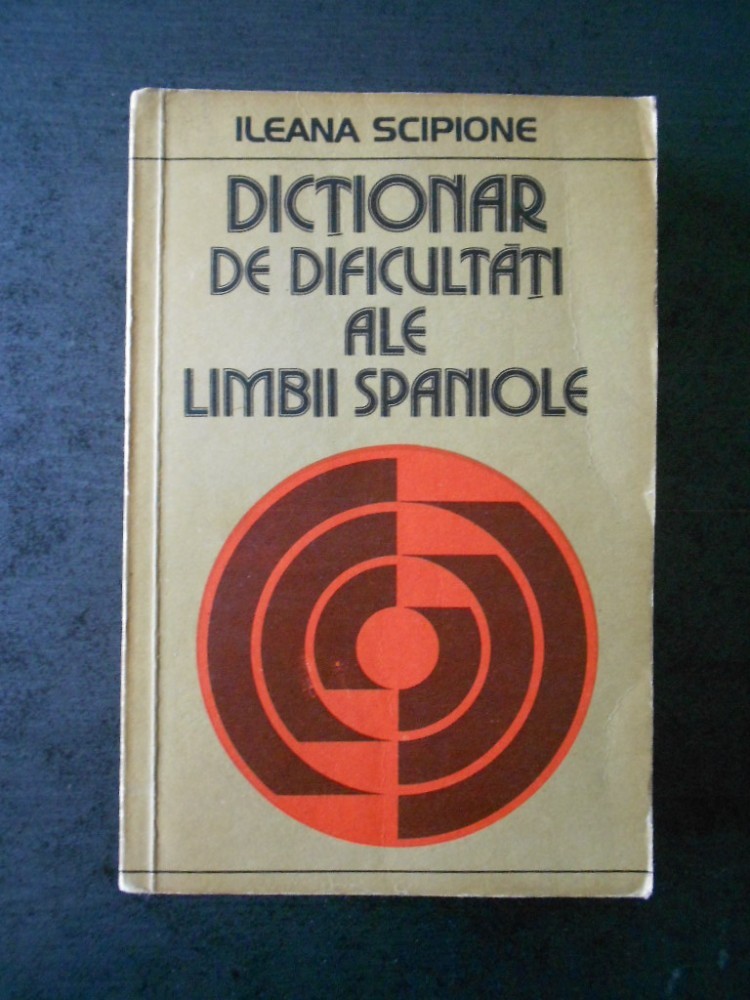 ILEANA SCIPIONE
DICȚIONAR
DE DIFICULTĂȚI
ALE
LIMBII SPANIOLE